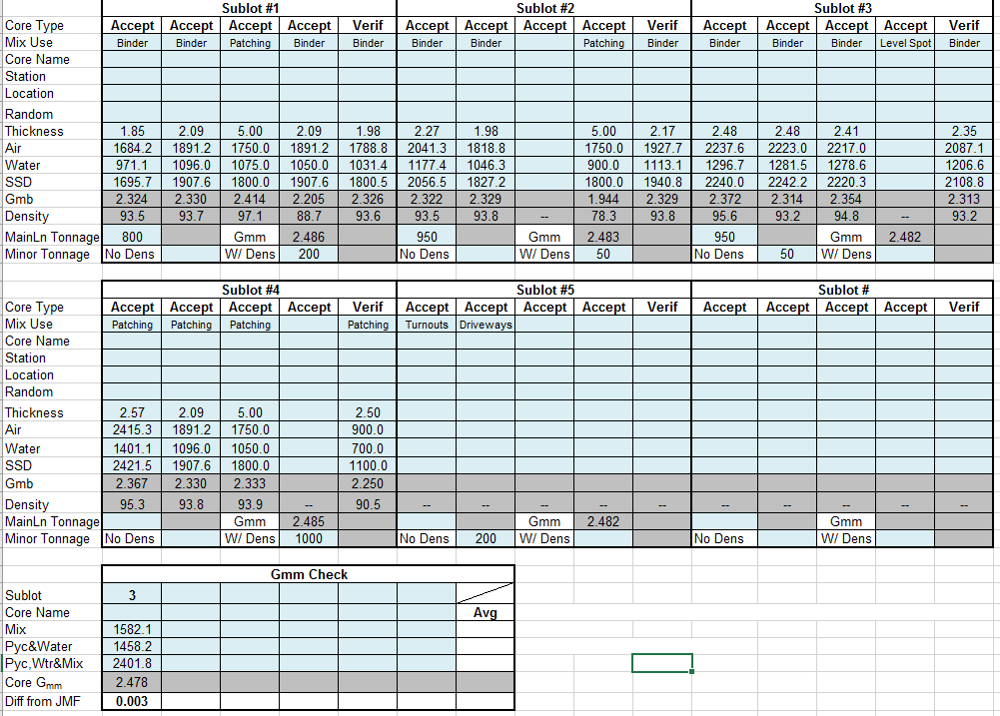 Sublot #1 Sublot #2 Sublot #3
Core Type Accept Accept Accept Accept Verif Accept Accept Accept Accept Verif Accept Accept Accept Accept Verif
Mix Use Binder Binder Patching Binder Binder Binder Binder Patching Binder Binder Binder Binder Level Spot Binder
Core Name
Station
Location
Random
Thickness 1.85 2.09 5.00 2.09 1.98 2.27 1.98 5.00 2.17 2.48 2.48 2.41 2.35
Air 1684.2 1891.2 1750.0 1891.2 1788.8 2041.3 1818.8 1750.0 1927.7 2237.6 2223.0 2217.0 2087.1
Water 971.1 1096.0 1075.0 1050.0 1031.4 1177.4 1046.3 900.0 1113.1 1296.7 1281.5 1278.6 1206.6
SSD 1695.7 1907.6 1800.0 1907.6 1800.5 2056.5 1827.2 1800.0 1940.8 2240.0 2242.2 2220.3 2108.8
Gmb 2.324 2.330 2.414 2.205 2.326 2.322 2.329 1.944 2.329 2.372 2.314 2.354 2.313
Density 93.5 93.7 97.1 88.7 93.6 93.5 93.8 -- 78.3 93.8 95.6 93.2 94.8 -- 93.2
MainLn Tonnage 800 Gmm 2.486 950 Gmm 2.483 950 Gmm 2.482
Minor Tonnage No Dens W/ Dens 200 No Dens W/ Dens 50 No Dens 50 W/ Dens
Sublot #4 Sublot #5 Sublot #
Core Type Accept Accept Accept Accept Verif Accept Accept Accept Accept Verif Accept Accept Accept Accept Verif
Mix Use Patching Patching Patching Patching Turnouts Driveways
Core Name
Station
Location
Random
Thickness 2.57 2.09 5.00 2.50
Air 2415.3 1891.2 1750.0 900.0
Water 1401.1 1096.0 1050.0 700.0
SSD 2421.5 1907.6 1800.0 1100.0
Gmb 2.367 2.330 2.333 2.250
Density 95.3 93.8 93.9 -- 90.5 -- -- -- -- -- -- -- -- -- --
MainLn Tonnage Gmm 2.485 Gmm 2.482 Gmm
Minor Tonnage No Dens W/ Dens 1000 No Dens 200 W/ Dens No Dens W/ Dens
Gmm Check
Sublot 3
Core Name Avg
Mix 1582.1
Pyc&Water 1458.2
Pyc,Wtr&Mix 2401.8
Core Gmm 2.478
Diff from JMF 0.003